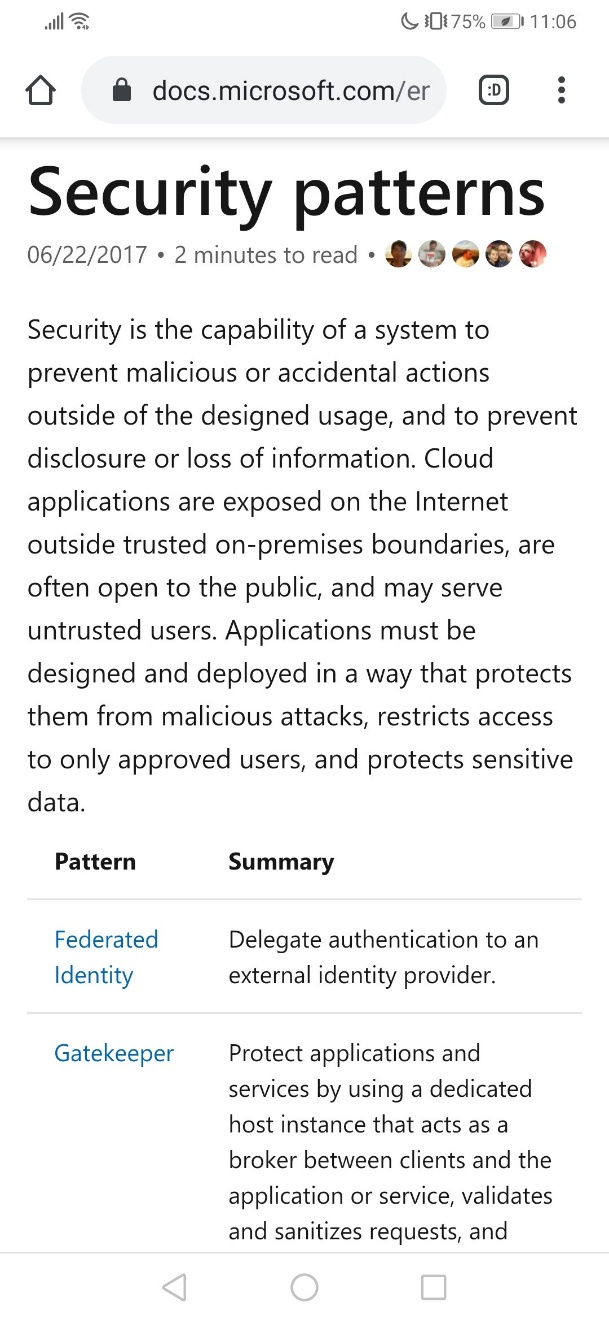 75% 11:06
docs.microsoft.com/er
:D
Security patterns
06/22/2017 • 2 minutes to read •
Security is the capability of a system to
prevent malicious or accidental actions
outside of the designed usage, and to prevent
disclosure or loss of information. Cloud
applications are exposed on the Internet
outside trusted on-premises boundaries, are
often open to the public, and may serve
untrusted users. Applications must be
designed and deployed in a way that protects
them from malicious attacks, restricts access
to only approved users, and protects sensitive
data.
Pattern Summary
Federated Delegate authentication to an
Identity external identity provider.
Gatekeeper Protect applications and
services by using a dedicated
host instance that acts as a
broker between clients and the
application or service, validates
and sanitizes requests, and